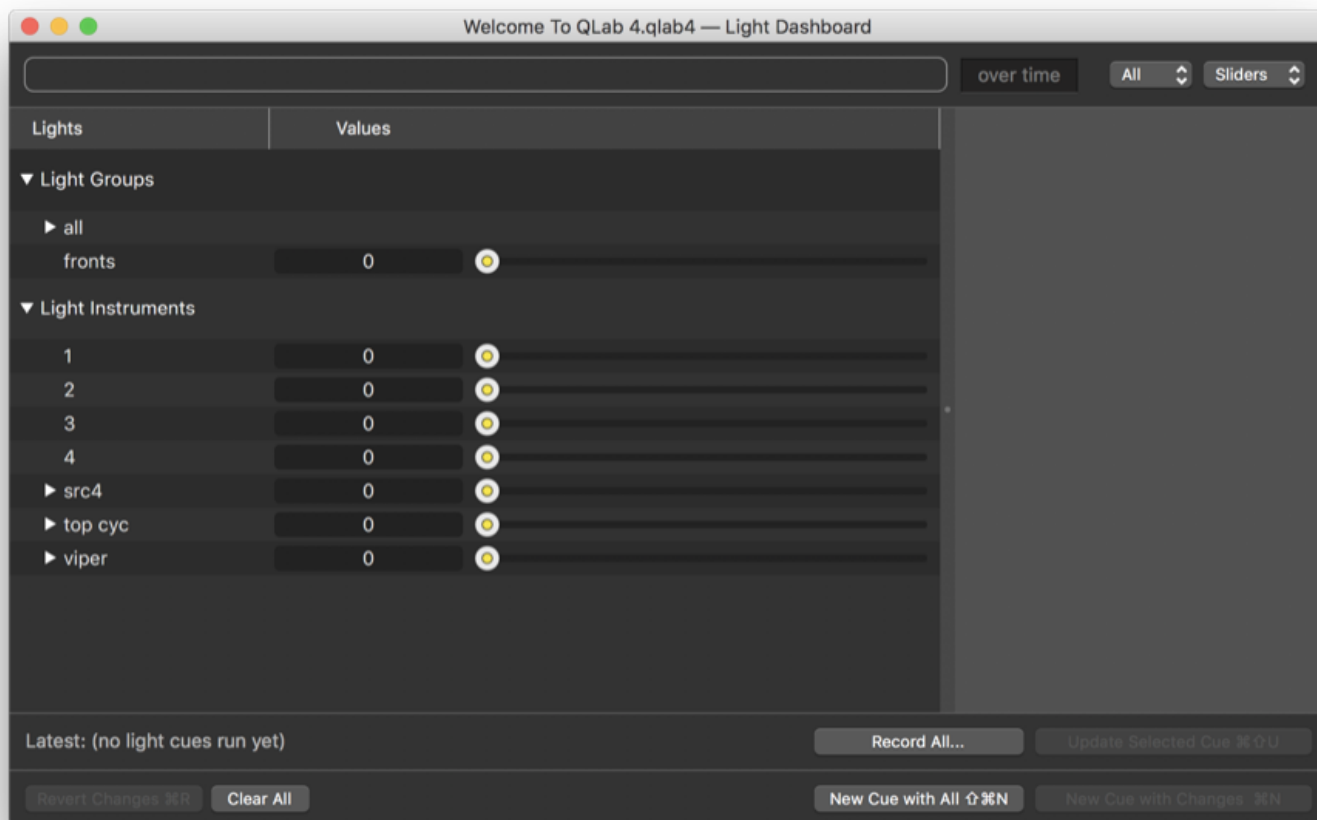 Welcome To QLab 4.qlab4 — Light Dashboard
over time All Sliders
Lights Values
Light Groups
all
fronts 0
Light Instruments
1 0
2 0
3 0
4 0
src4 0
top cyc 0
viper 0
Latest: (no light cues run yet) Record All... Update Selected Cue ⌘⇧U
Revert Changes ⌘R Clear All New Cue with All ⇧⌘N New Cue with Changes ⌘N